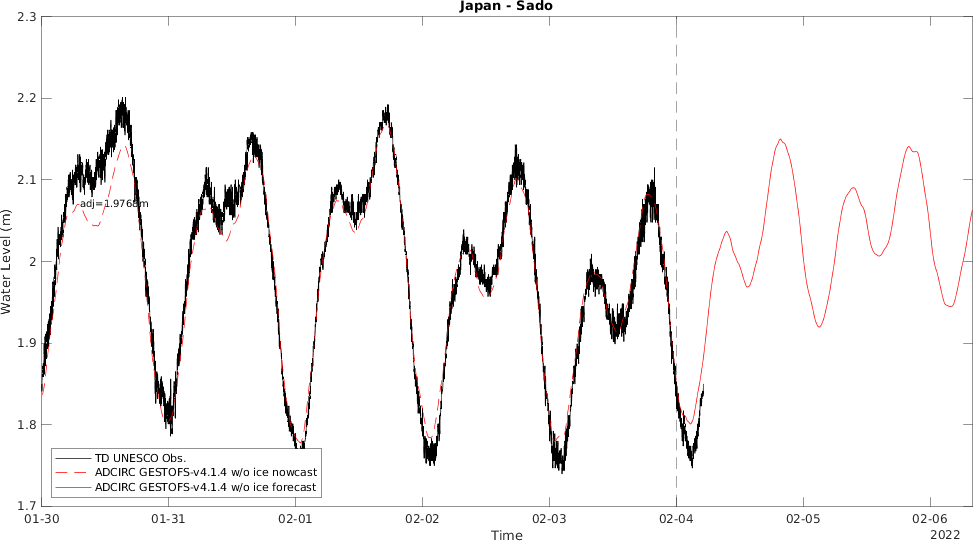 Japan - Sado
2.3
2.2
2.1
2
1.9
1.8
1.7
Water Level (m)
adj=1.9768m
TD UNESCO Obs.
ADCIRC GESTOFS-v4.1.4 w/o ice nowcast
ADCIRC GESTOFS-v4.1.4 w/o ice forecast
01-30 01-31 02-01 02-02 02-03 02-04 02-05 02-06
Time
2022